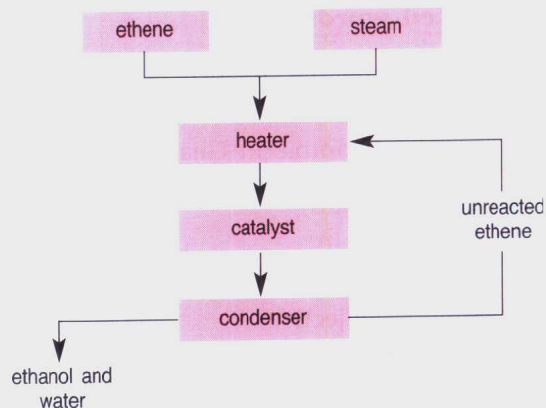 ethene
steam
heater
unreacted
ethene
catalyst
condenser
ethanol and
water